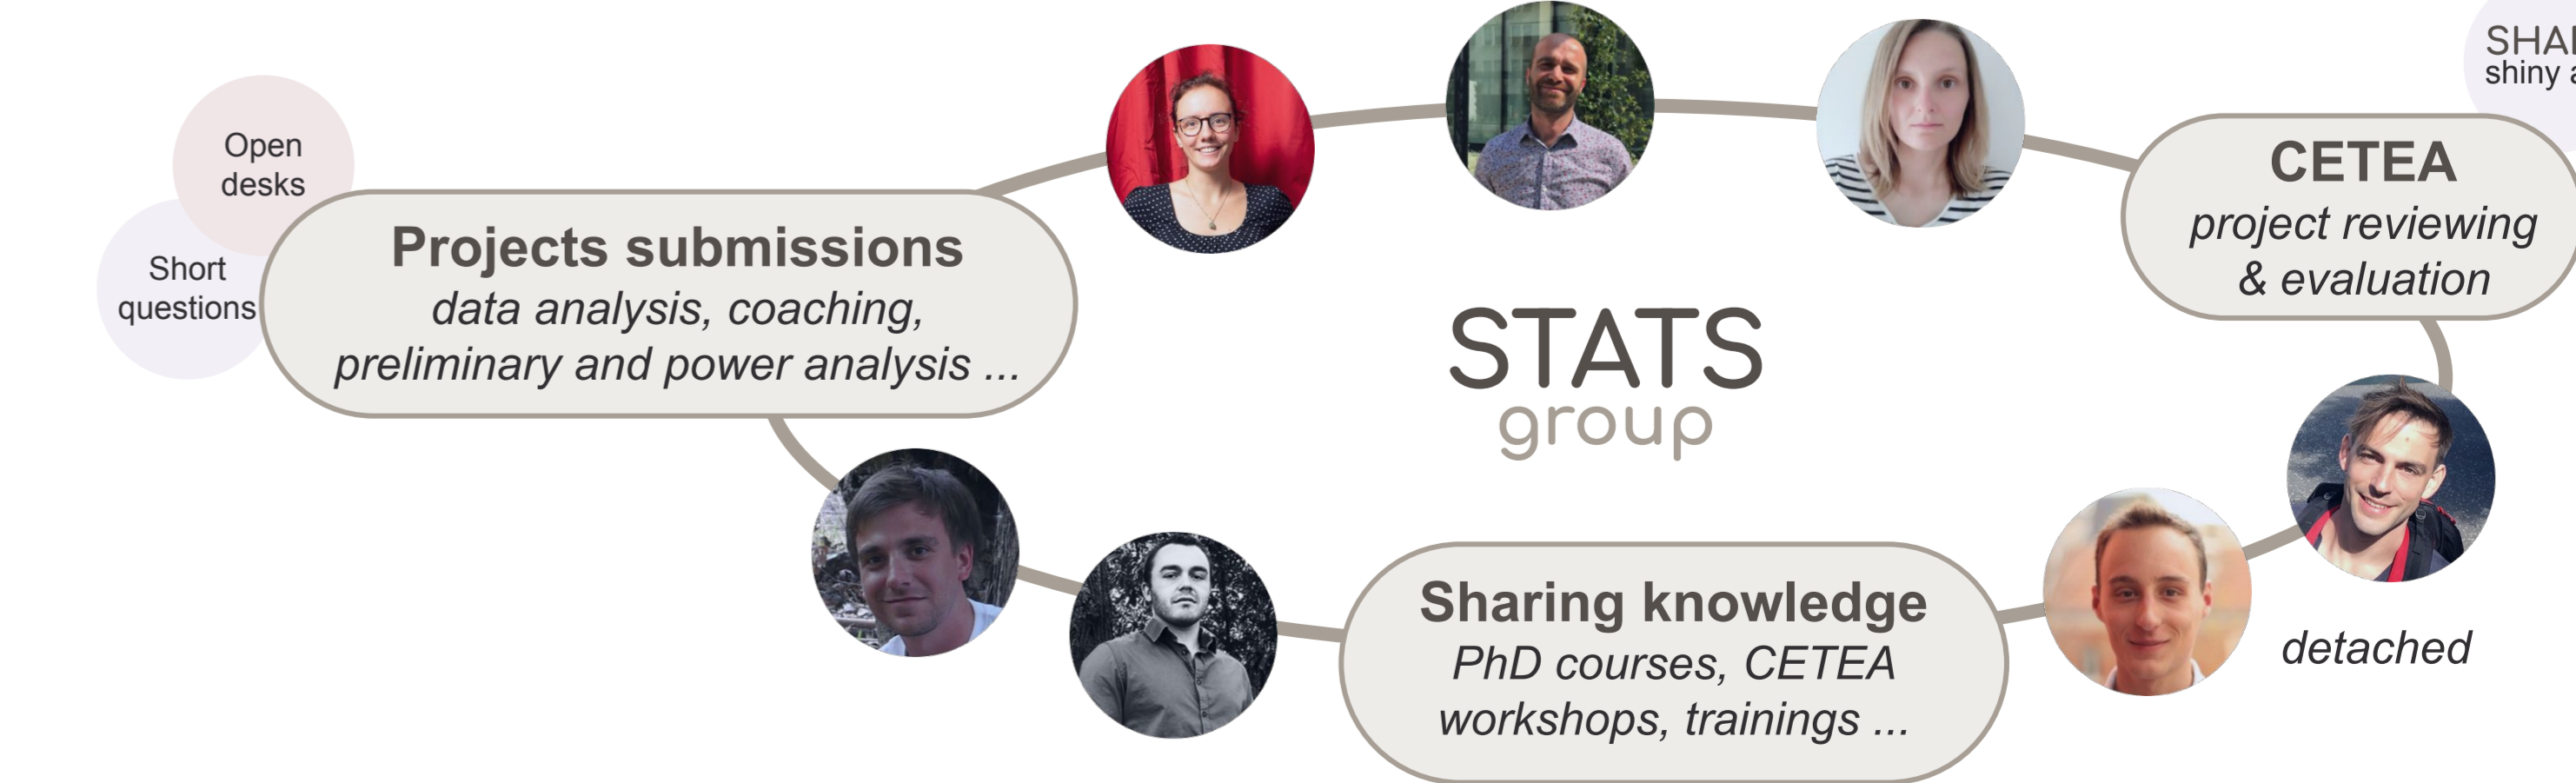 Open
desks
Short
questions
Projects submissions
data analysis, coaching,
preliminary and power analysis ...
STATS
group
shiny
CETEA
project reviewing
& evaluation
Sharing knowledge
PhD courses, CETEA
workshops, trainings ...
detached